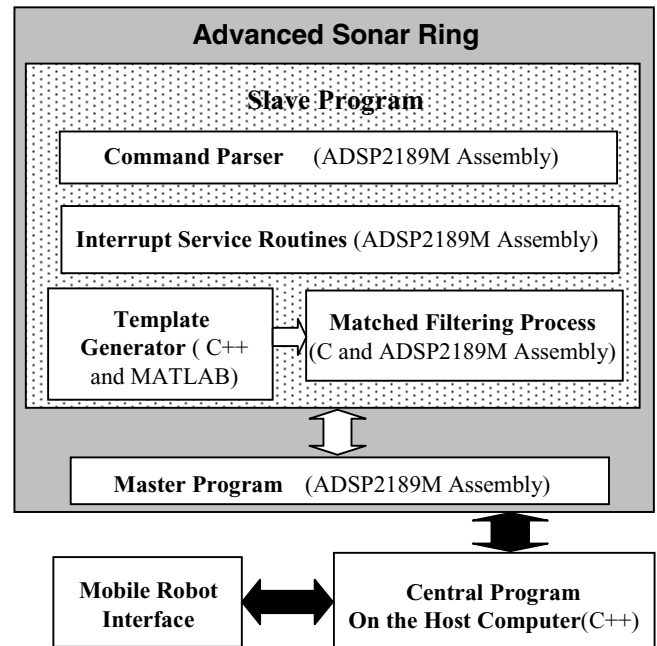 Advanced Sonar Ring
Slave Program
Command Parser (ADSP2189M Assembly)
Interrupt Service Routines (ADSP2189M Assembly)
Template
Generator ( C++
and MATLAB)
Matched Filtering Process
(C and ADSP2189M Assembly)
Master Program (ADSP2189M Assembly)
Mobile Robot
Interface
Central Program
On the Host Computer(C++)